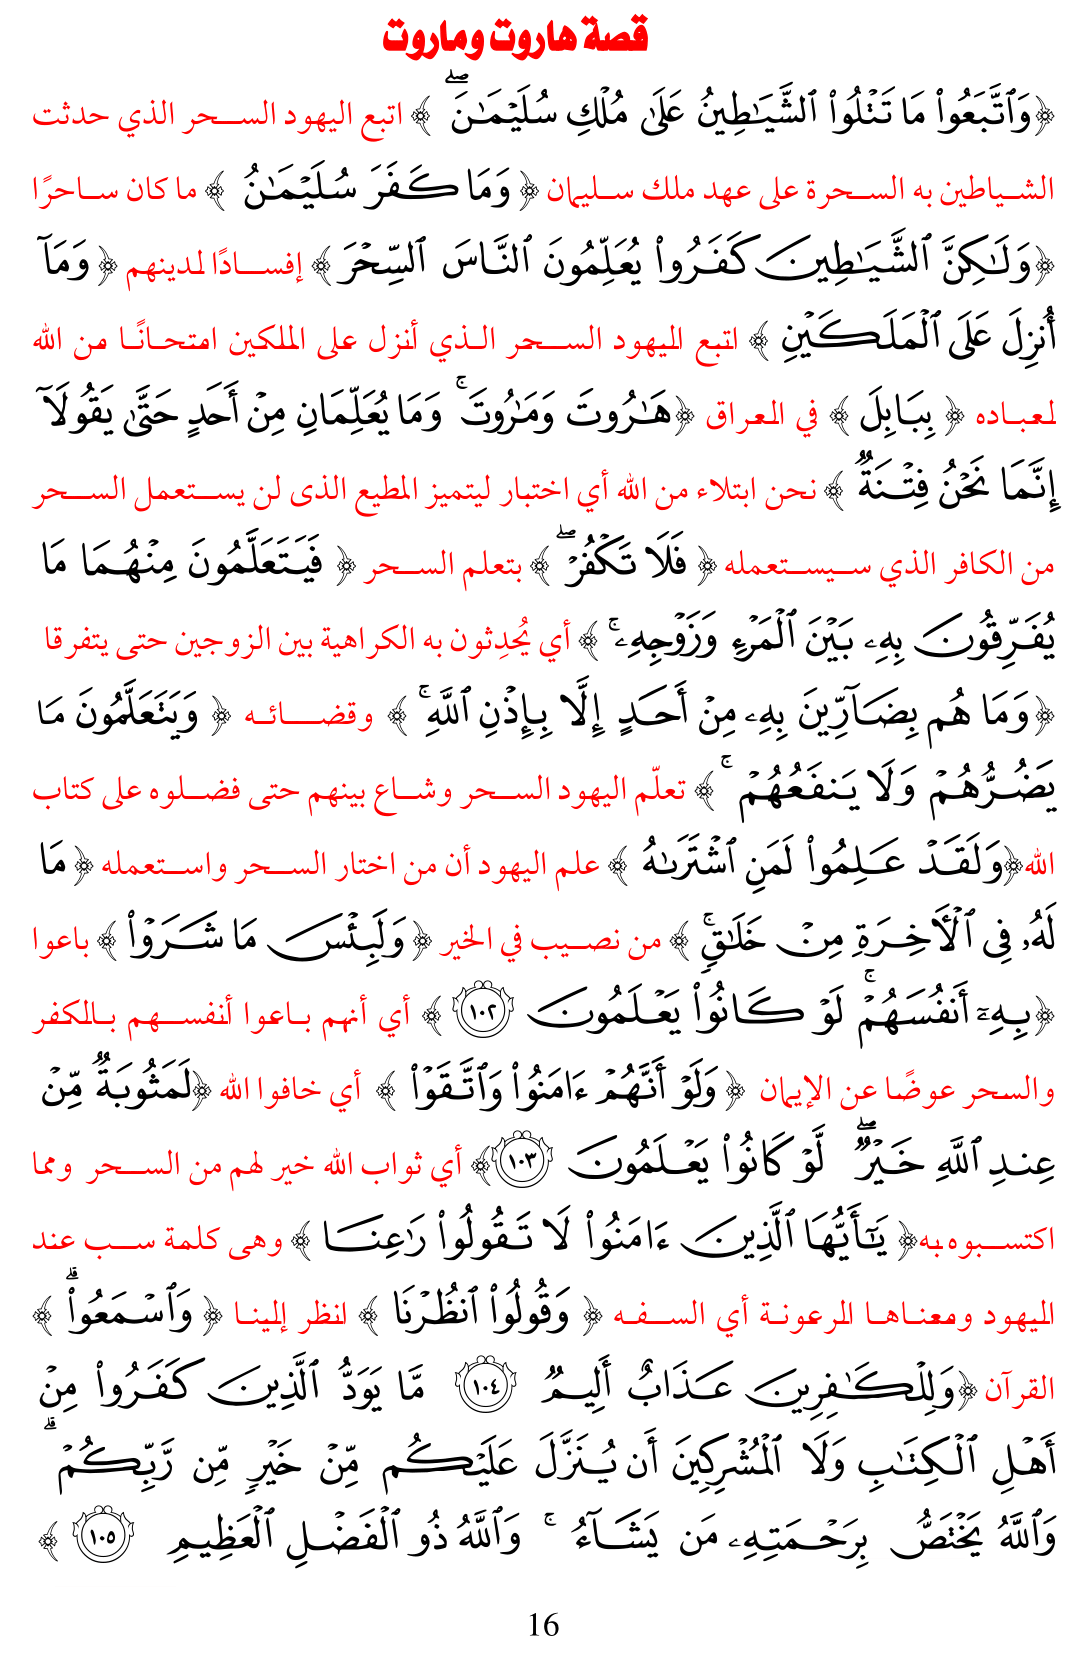 قصة هاروت وماروت
﴿وَٱتَّبَعُوا۟ مَا تَتْلُوا۟ ٱلشَّيَـٰطِينُ عَلَىٰ مُلْكِ سُلَيْمَـٰنَ ۖ ﴾ اتبع اليهود السحر الذي حدثت
الشياطين به السحرة على عهد ملك سليمان ﴿ وَمَا كَفَرَ سُلَيْمَـٰنُ ﴾ ما كان ساحرًا
﴿وَلَـٰكِنَّ ٱلشَّيَـٰطِينَ كَفَرُوا۟ يُعَلِّمُونَ ٱلنَّاسَ ٱلسِّحْرَ ﴾ إفسادًا لدينهم ﴿ وَمَآ
أُنزِلَ عَلَى ٱلْمَلَكَيْنِ ﴾ اتبع اليهود السحر الذي أنزل على الملكين امتحانًا من الله
لعباده ﴿ بِبَابِلَ ﴾ في العراق ﴿هَـٰرُوتَ وَمَـٰرُوتَ ۚ وَمَا يُعَلِّمَانِ مِنْ أَحَدٍ حَتَّىٰ يَقُولَآ
إِنَّمَا نَحْنُ فِتْنَةٌ ﴾ نحن ابتلاء من الله أي اختبار ليتميز المطيع الذى لن يستعمل السحر
من الكافر الذي سيستعمله ﴿ فَلَا تَكْفُرْ ۖ ﴾ بتعلم السحر ﴿ فَيَتَعَلَّمُونَ مِنْهُمَا مَا
يُفَرِّقُونَ بِهِۦ بَيْنَ ٱلْمَرْءِ وَزَوْجِهِۦ ۚ ﴾ أي يُحدِثون به الكراهية بين الزوجين حتى يتفرقا
﴿وَمَا هُم بِضَآرِّينَ بِهِۦ مِنْ أَحَدٍ إِلَّا بِإِذْنِ ٱللَّهِ ۚ ﴾ وقضائه ﴿ وَيَتَعَلَّمُونَ مَا
يَضُرُّهُمْ وَلَا يَنفَعُهُمْ ۚ ﴾ تعلّم اليهود السحر وشاع بينهم حتى فضلوه على كتاب
الله﴿وَلَقَدْ عَلِمُوا۟ لَمَنِ ٱشْتَرَىٰهُ ﴾ علم اليهود أن من اختار السحر واستعمله ﴿ مَا
لَهُۥ فِى ٱلْأَخِرَةِ مِنْ خَلَـٰقٍ ۚ ﴾ من نصيب في الخير ﴿وَلَبِئْسَ مَا شَرَوْا۟ ﴾ باعوا
﴿بِهِۦٓ أَنفُسَهُمْ ۚ لَوْ كَانُوا۟ يَعْلَمُونَ ١٠٢ ﴾ أي أنهم باعوا أنفسهم بالكفر
والسحر عوضًا عن الإيمان ﴿ وَلَوْ أَنَّهُمْ ءَامَنُوا۟ وَٱتَّقَوْا۟ ﴾ أي خافوا الله ﴿لَمَثُوبَةٌ مِّنْ
عِندِ ٱللَّهِ خَيْرٌ ۖ لَّوْ كَانُوا۟ يَعْلَمُونَ ١٠٣﴾ أي ثواب الله خير لهم من السحر ومما
اكتسبوه به﴿ يَـٰٓأَيُّهَا ٱلَّذِينَ ءَامَنُوا۟ لَا تَقُولُوا۟ رَٰعِنَا ﴾ وهى كلمة سب عند
اليهود ومعناها الرعونة أي السفه ﴿ وَقُولُوا۟ ٱنظُرْنَا ﴾ انظر إلينا ﴿ وَٱسْمَعُوا۟ ۗ ﴾
القرآن ﴿وَلِلْكَـٰفِرِينَ عَذَابٌ أَلِيمٌ ١٠٤ مَّا يَوَدُّ ٱلَّذِينَ كَفَرُوا۟ مِنْ
أَهْلِ ٱلْكِتَـٰبِ وَلَا ٱلْمُشْرِكِينَ أَن يُنَزَّلَ عَلَيْكُم مِّنْ خَيْرٍ مِّن رَّبِّكُمْ ۗ
وَٱللَّهُ يَخْتَصُّ بِرَحْمَتِهِۦ مَن يَشَآءُ ۚ وَٱللَّهُ ذُو ٱلْفَضْلِ ٱلْعَظِيمِ ١٠٥ ﴾
16